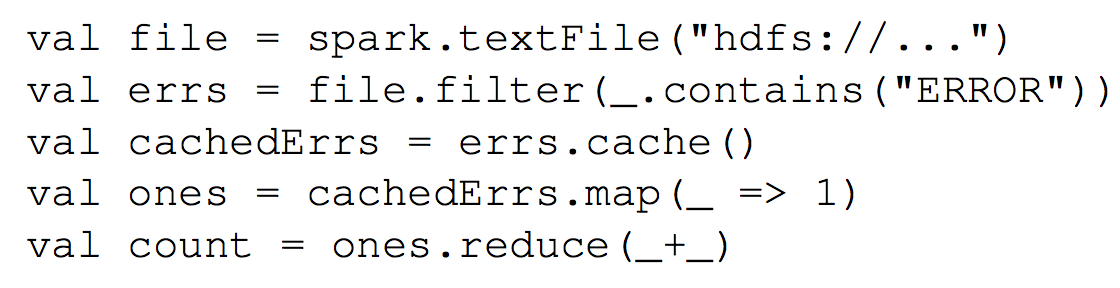 val file = spark.textFile("hdfs://...")
val errs = file.filter(_.contains("ERROR"))
val cachedErrs = errs.cache()
val ones = cachedErrs.map(_ => 1)
val count = ones.reduce(_+_)